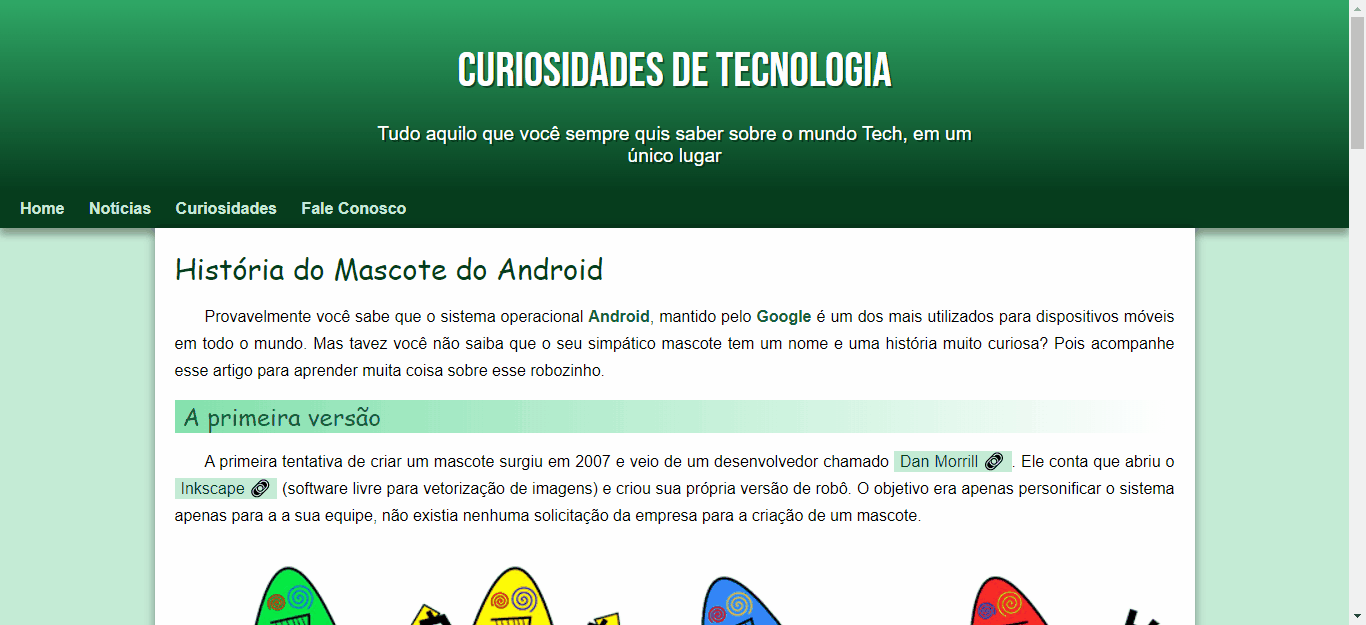 CURIOSIDADES DE TECNOLOGIA
Tudo aquilo que você sempre quis saber sobre o mundo Tech, em um
único lugar
Home Notícias Curiosidades Fale Conosco
História do Mascote do Android
Provavelmente você sabe que o sistema operacional Android, mantido pelo Google é um dos mais utilizados para dispositivos móveis
em todo o mundo. Mas tavez você não saiba que o seu simpático mascote tem um nome e uma história muito curiosa? Pois acompanhe
esse artigo para aprender muita coisa sobre esse robozinho.
A primeira versão
A primeira tentativa de criar um mascote surgiu em 2007 e veio de um desenvolvedor chamado Dan Morrill . Ele conta que abriu o
Inkscape (software livre para vetorização de imagens) e criou sua própria versão de robô. O objetivo era apenas personificar o sistema
apenas para a a sua equipe, não existia nenhuma solicitação da empresa para a criação de um mascote.